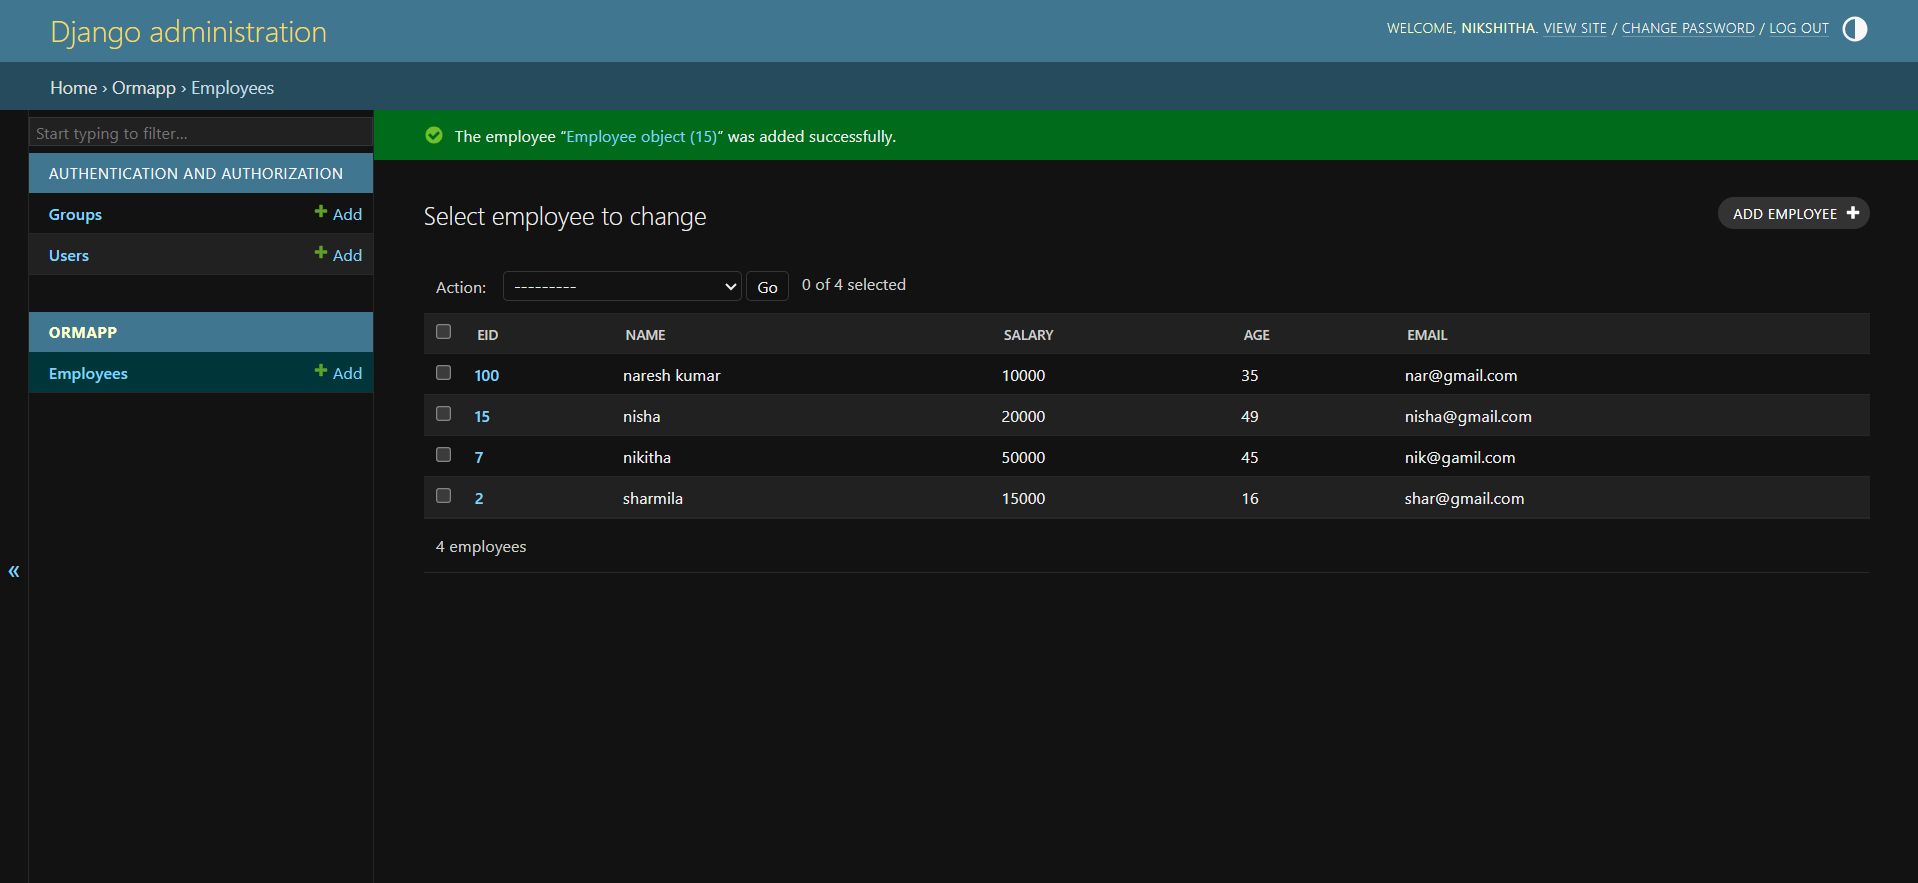 Django administration
WELCOME, NIKSHITHA. VIEW SITE / CHANGE PASSWORD / LOG OUT
Home › Ormapp › Employees
Start typing to filter...
AUTHENTICATION AND AUTHORIZATION
Groups + Add
Users + Add
ORMAPP
Employees + Add
The employee “Employee object (15)” was added successfully.
Select employee to change
ADD EMPLOYEE +
Action: --------- Go 0 of 4 selected
EID NAME SALARY AGE EMAIL
100 naresh kumar 10000 35 nar@gmail.com
15 nisha 20000 49 nisha@gmail.com
7 nikitha 50000 45 nik@gamil.com
2 sharmila 15000 16 shar@gmail.com
4 employees
«